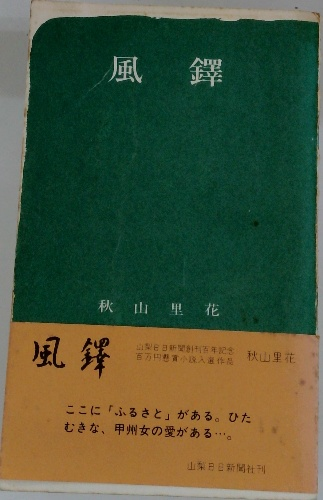 風鐸
秋山里花
風鐸
山梨日日新聞創刊百年記念
百万円懸賞小説入選作品
秋山里花
ここに「ふるさと」がある。ひた
むきな、甲州女の愛がある…。
山梨日日新聞社刊